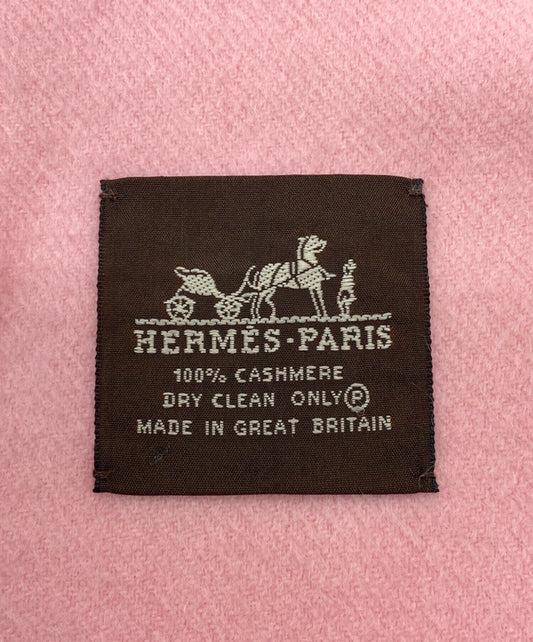 HERMÈS-PARIS
100% CASHMERE
DRY CLEAN ONLY Ⓟ
MADE IN GREAT BRITAIN